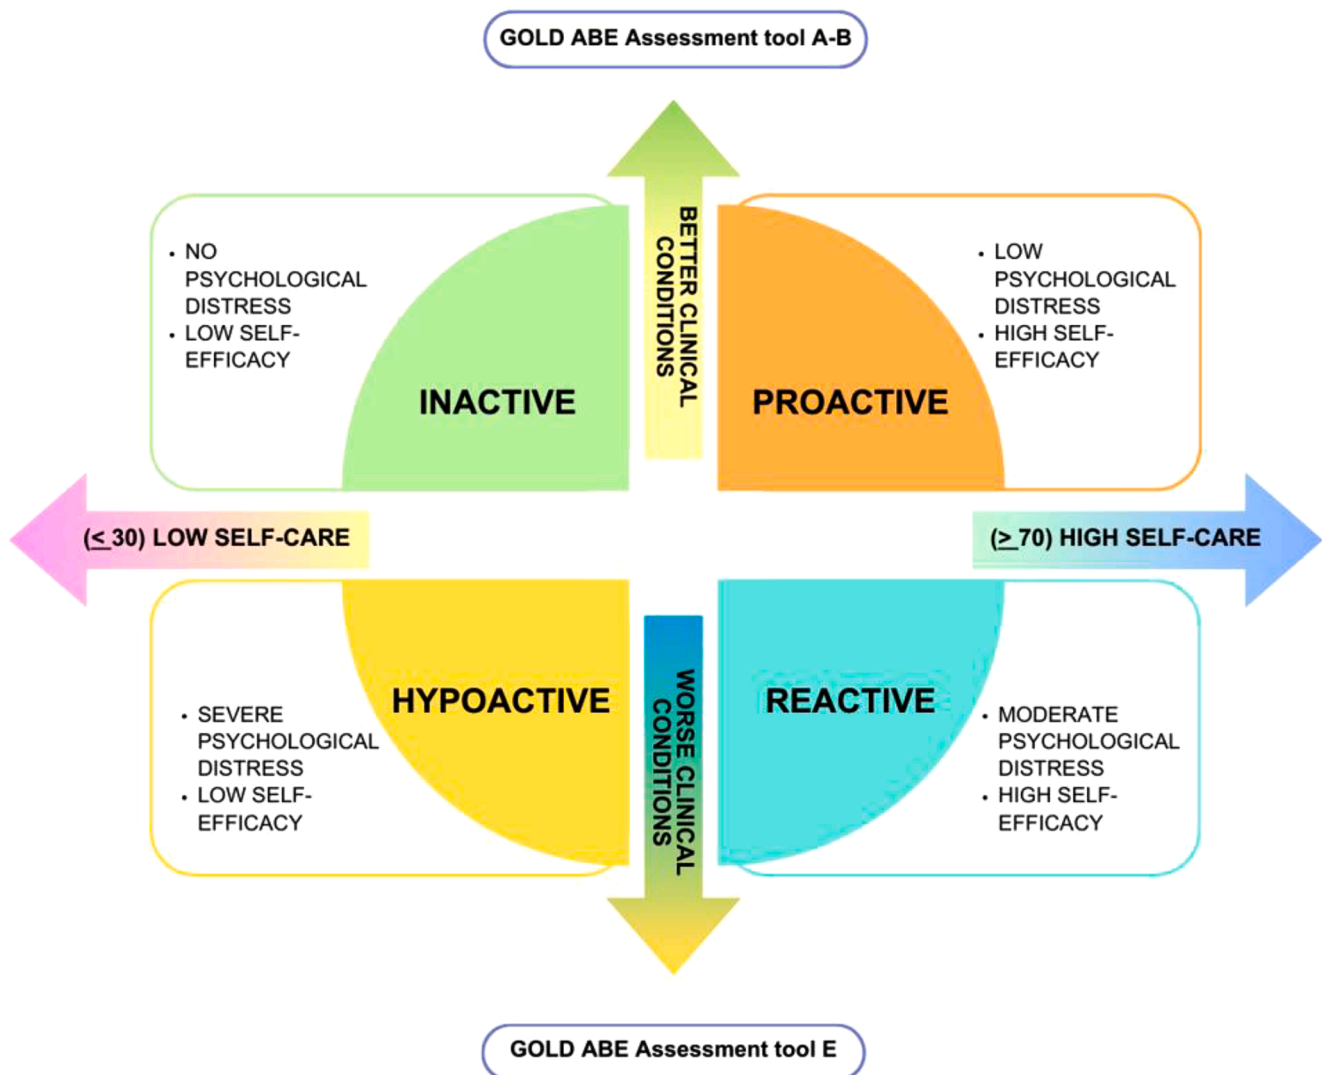 GOLD ABE Assessment tool A-B
BETTER CLINICAL
CONDITIONS
• NO
PSYCHOLOGICAL
DISTRESS
• LOW SELF-
EFFICACY
INACTIVE
PROACTIVE
• LOW
PSYCHOLOGICAL
DISTRESS
• HIGH SELF-
EFFICACY
(≤ 30) LOW SELF-CARE
(≥ 70) HIGH SELF-CARE
• SEVERE
PSYCHOLOGICAL
DISTRESS
• LOW SELF-
EFFICACY
HYPOACTIVE
WORSE CLINICAL
CONDITIONS
REACTIVE
• MODERATE
PSYCHOLOGICAL
DISTRESS
• HIGH SELF-
EFFICACY
GOLD ABE Assessment tool E